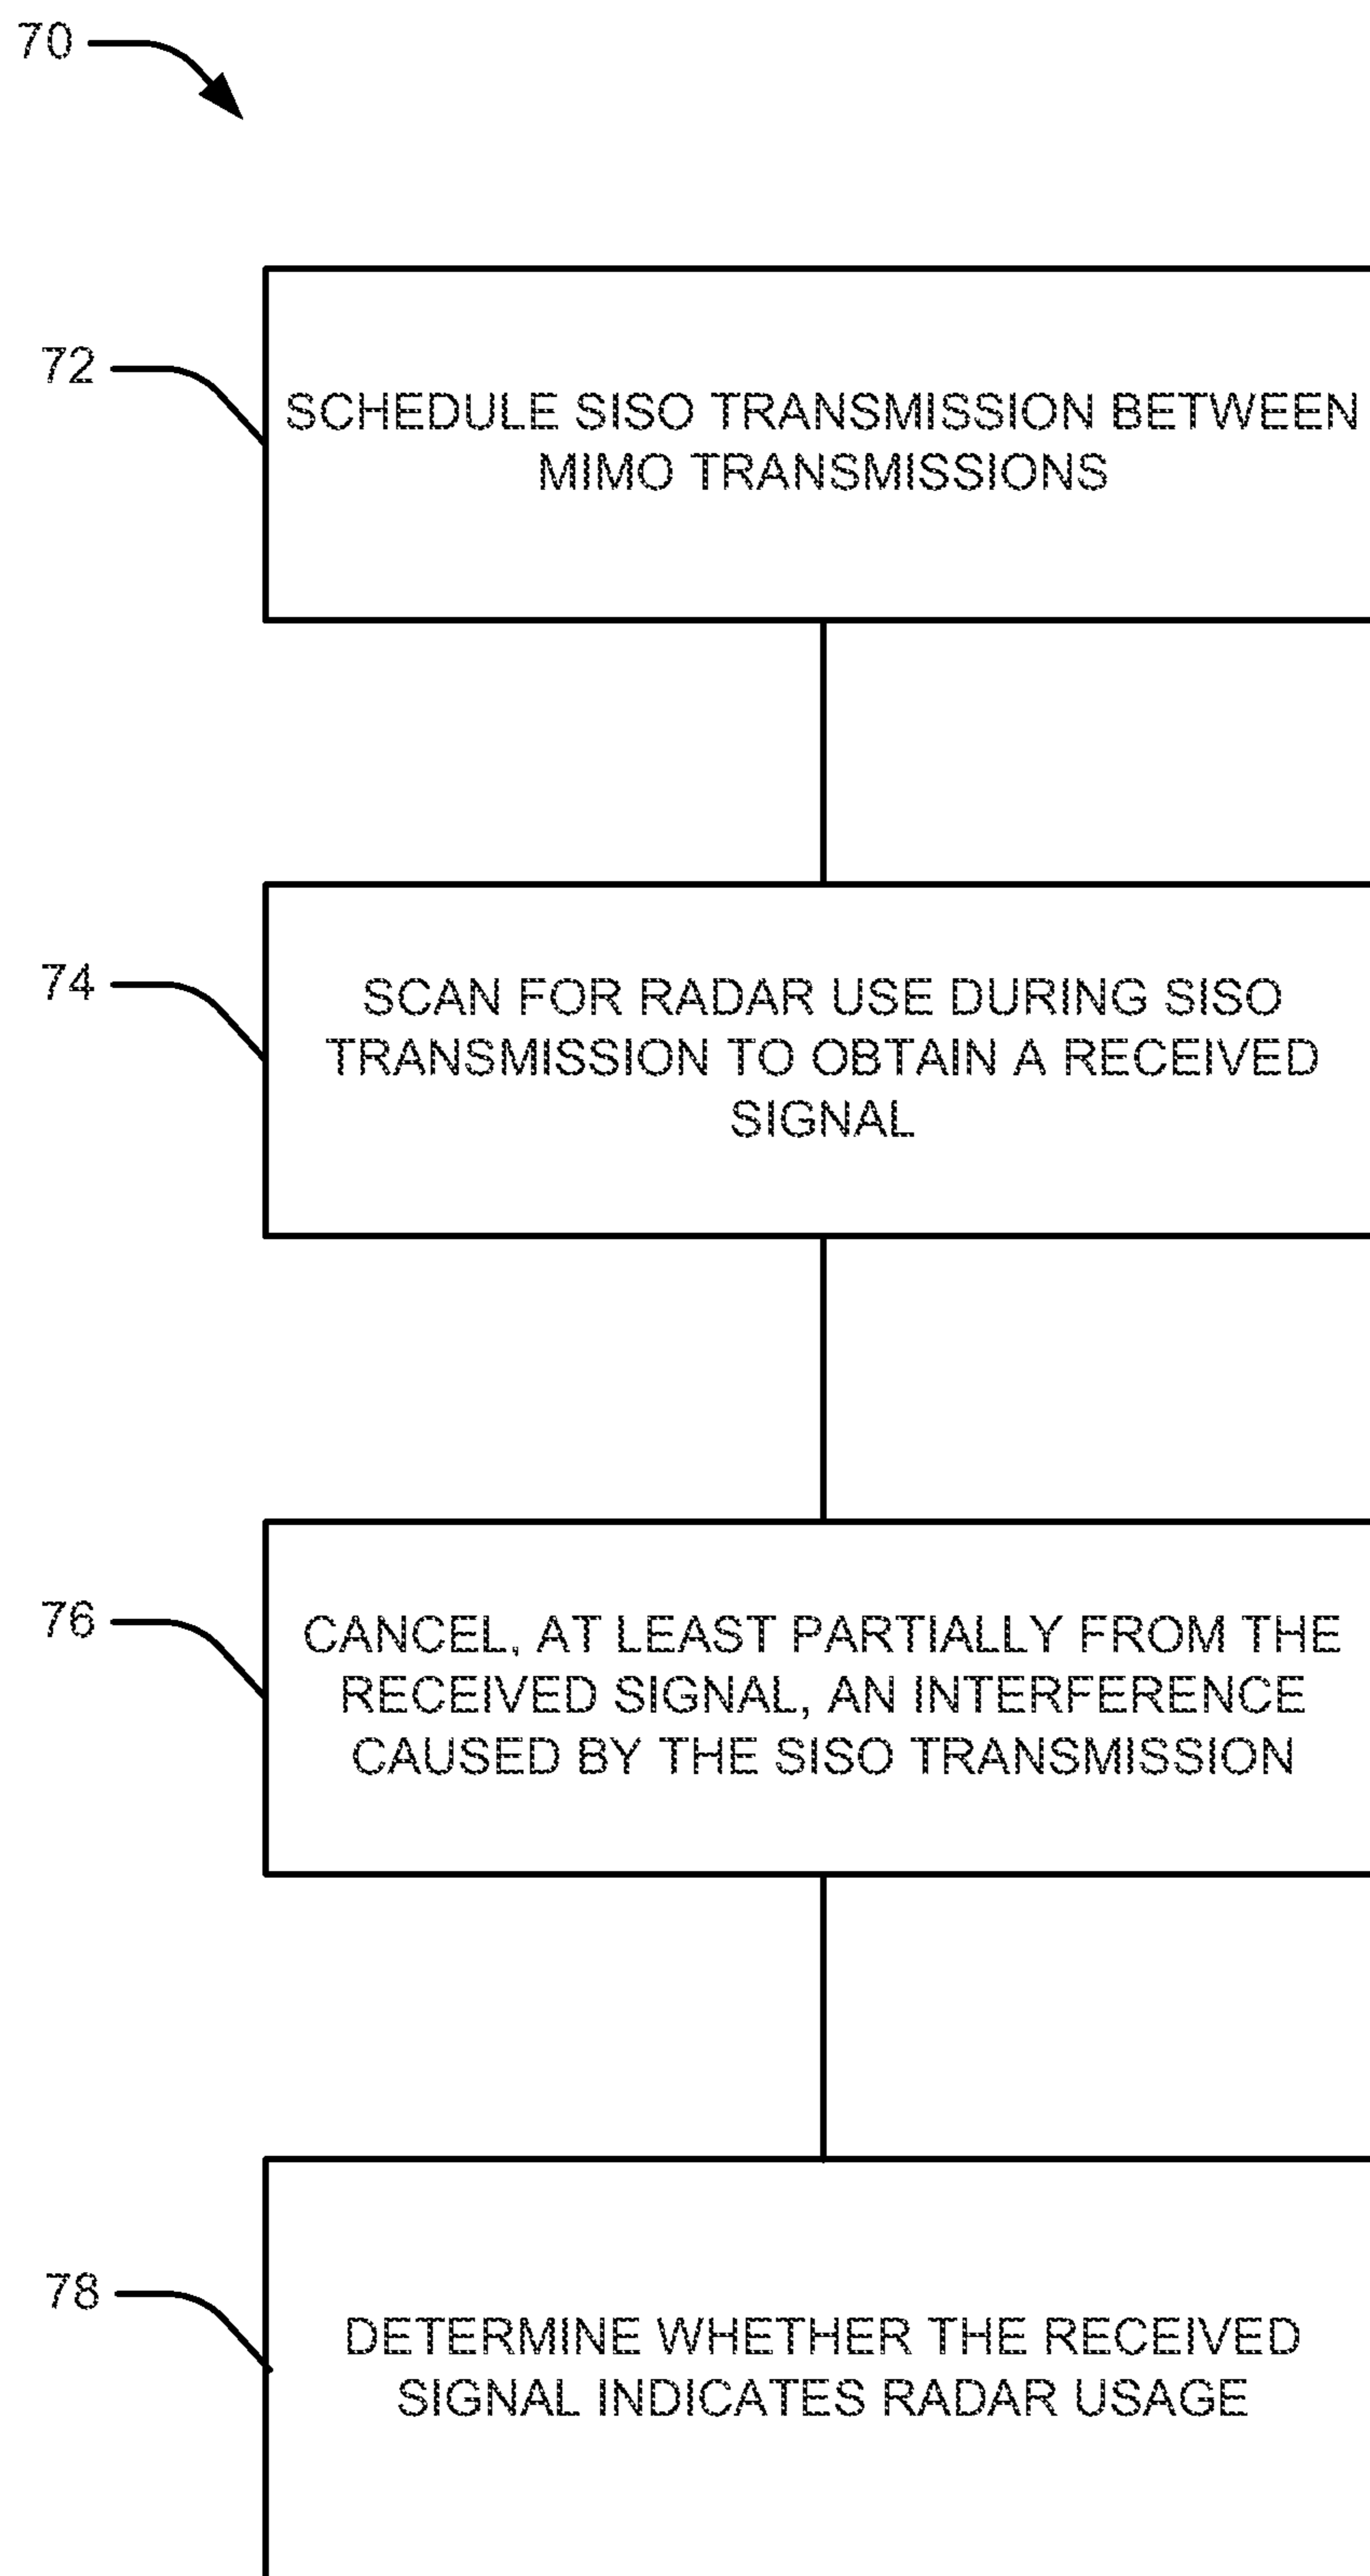 70
72
SCHEDULE SISO TRANSMISSION BETWEEN
MIMO TRANSMISSIONS
74
SCAN FOR RADAR USE DURING SISO
TRANSMISSION TO OBTAIN A RECEIVED
SIGNAL
76
CANCEL, AT LEAST PARTIALLY FROM THE
RECEIVED SIGNAL, AN INTERFERENCE
CAUSED BY THE SISO TRANSMISSION
78
DETERMINE WHETHER THE RECEIVED
SIGNAL INDICATES RADAR USAGE